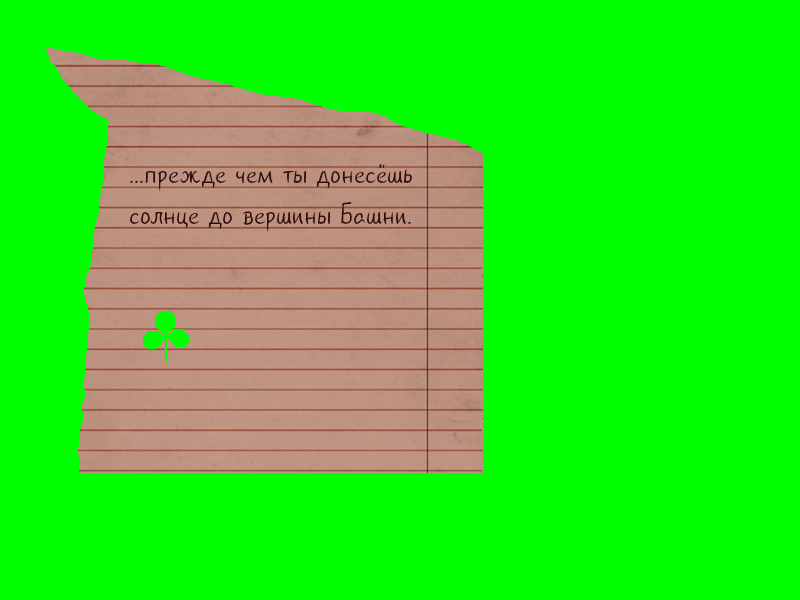 ...прежде чем ты донесёшь
солнце до вершины Башни.